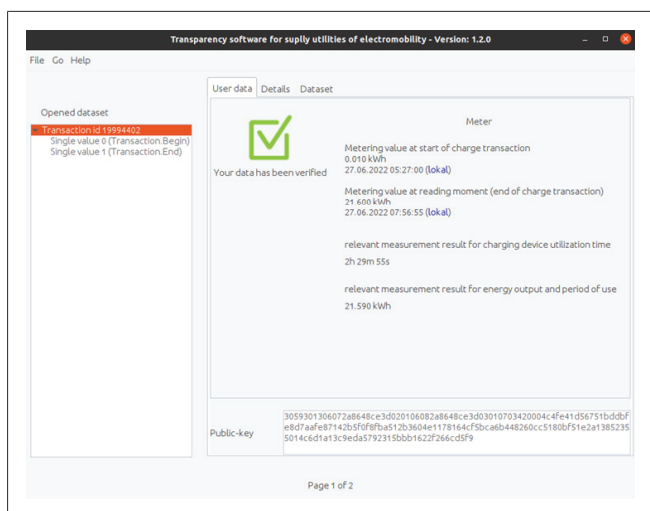 Transparency software for suplly utilities of electromobility - Version: 1.2.0
File Go Help
User data Details Dataset
Opened dataset
Transaction id 19994402
Single value 0 (Transaction.Begin)
Single value 1 (Transaction.End)
Your data has been verified
Meter
Metering value at start of charge transaction
0.010 kWh
27.06.2022 05:27:00 (lokal)
Metering value at reading moment (end of charge transaction)
21.600 kWh
27.06.2022 07:56:55 (lokal)
relevant measurement result for charging device utilization time
2h 29m 55s
relevant measurement result for energy output and period of use
21.590 kWh
Public-key
3059301306072a8648ce3d020106082a8648ce3d03010703420004c4fe41d56751bddbf
e8d7aafe87142b5f0f8fba512b3604e1178164cf5bca6b448260cc5180bf51e2a1385235
5014c6d1a13c9eda5792315bbb1622f266cd5f9
Page 1 of 2